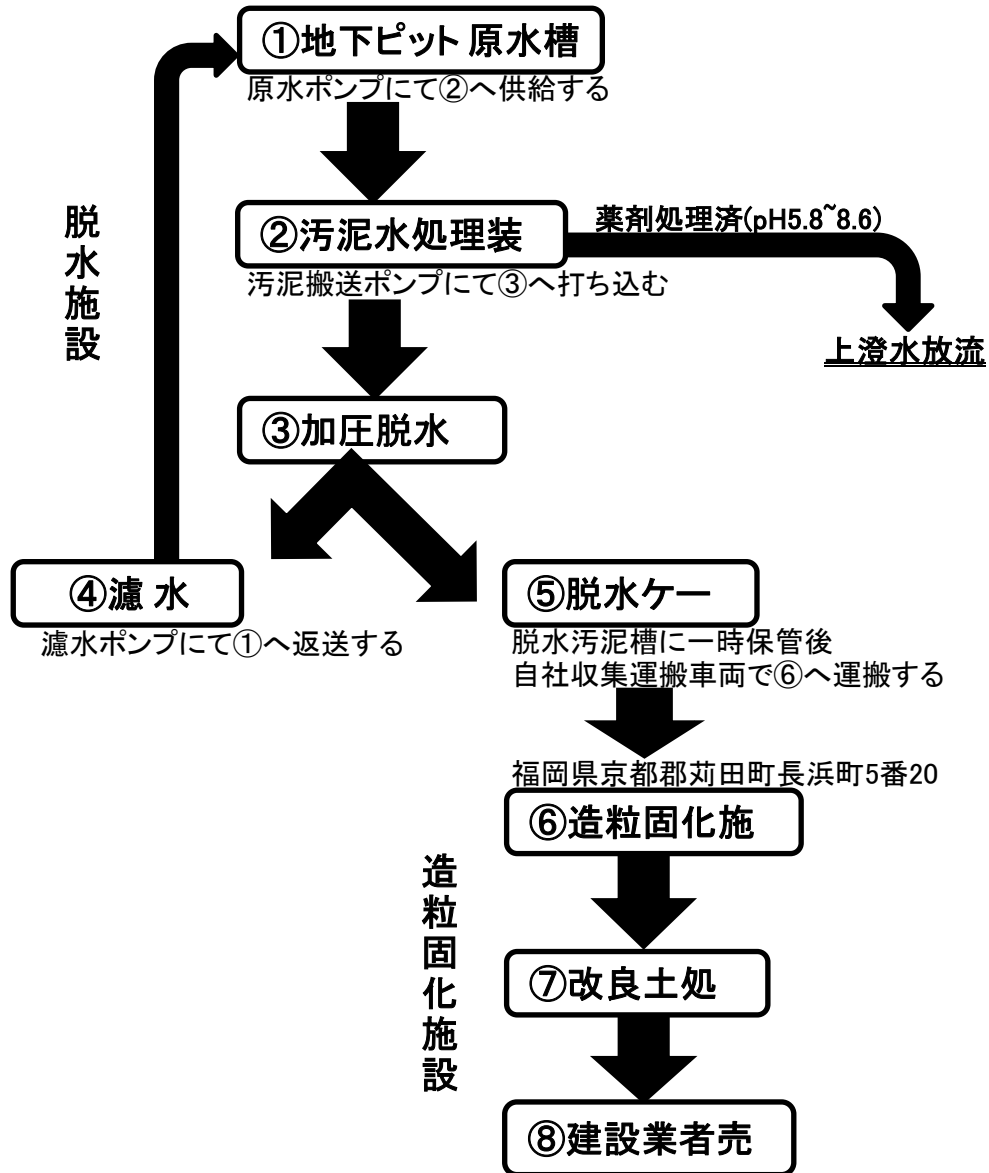 ①地下ピット 原水槽
原水ポンプにて②へ供給する
脱水施設
②汚泥水処理装
薬剤処理済(pH5.8~8.6)
汚泥搬送ポンプにて③へ打ち込む
上澄水放流
③加圧脱水
④濾 水
濾水ポンプにて①へ返送する
⑤脱水ケー
脱水汚泥槽に一時保管後
自社収集運搬車両で⑥へ運搬する
福岡県京都郡苅田町長浜町5番20
⑥造粒固化施
造粒固化施設
⑦改良土処
⑧建設業者売